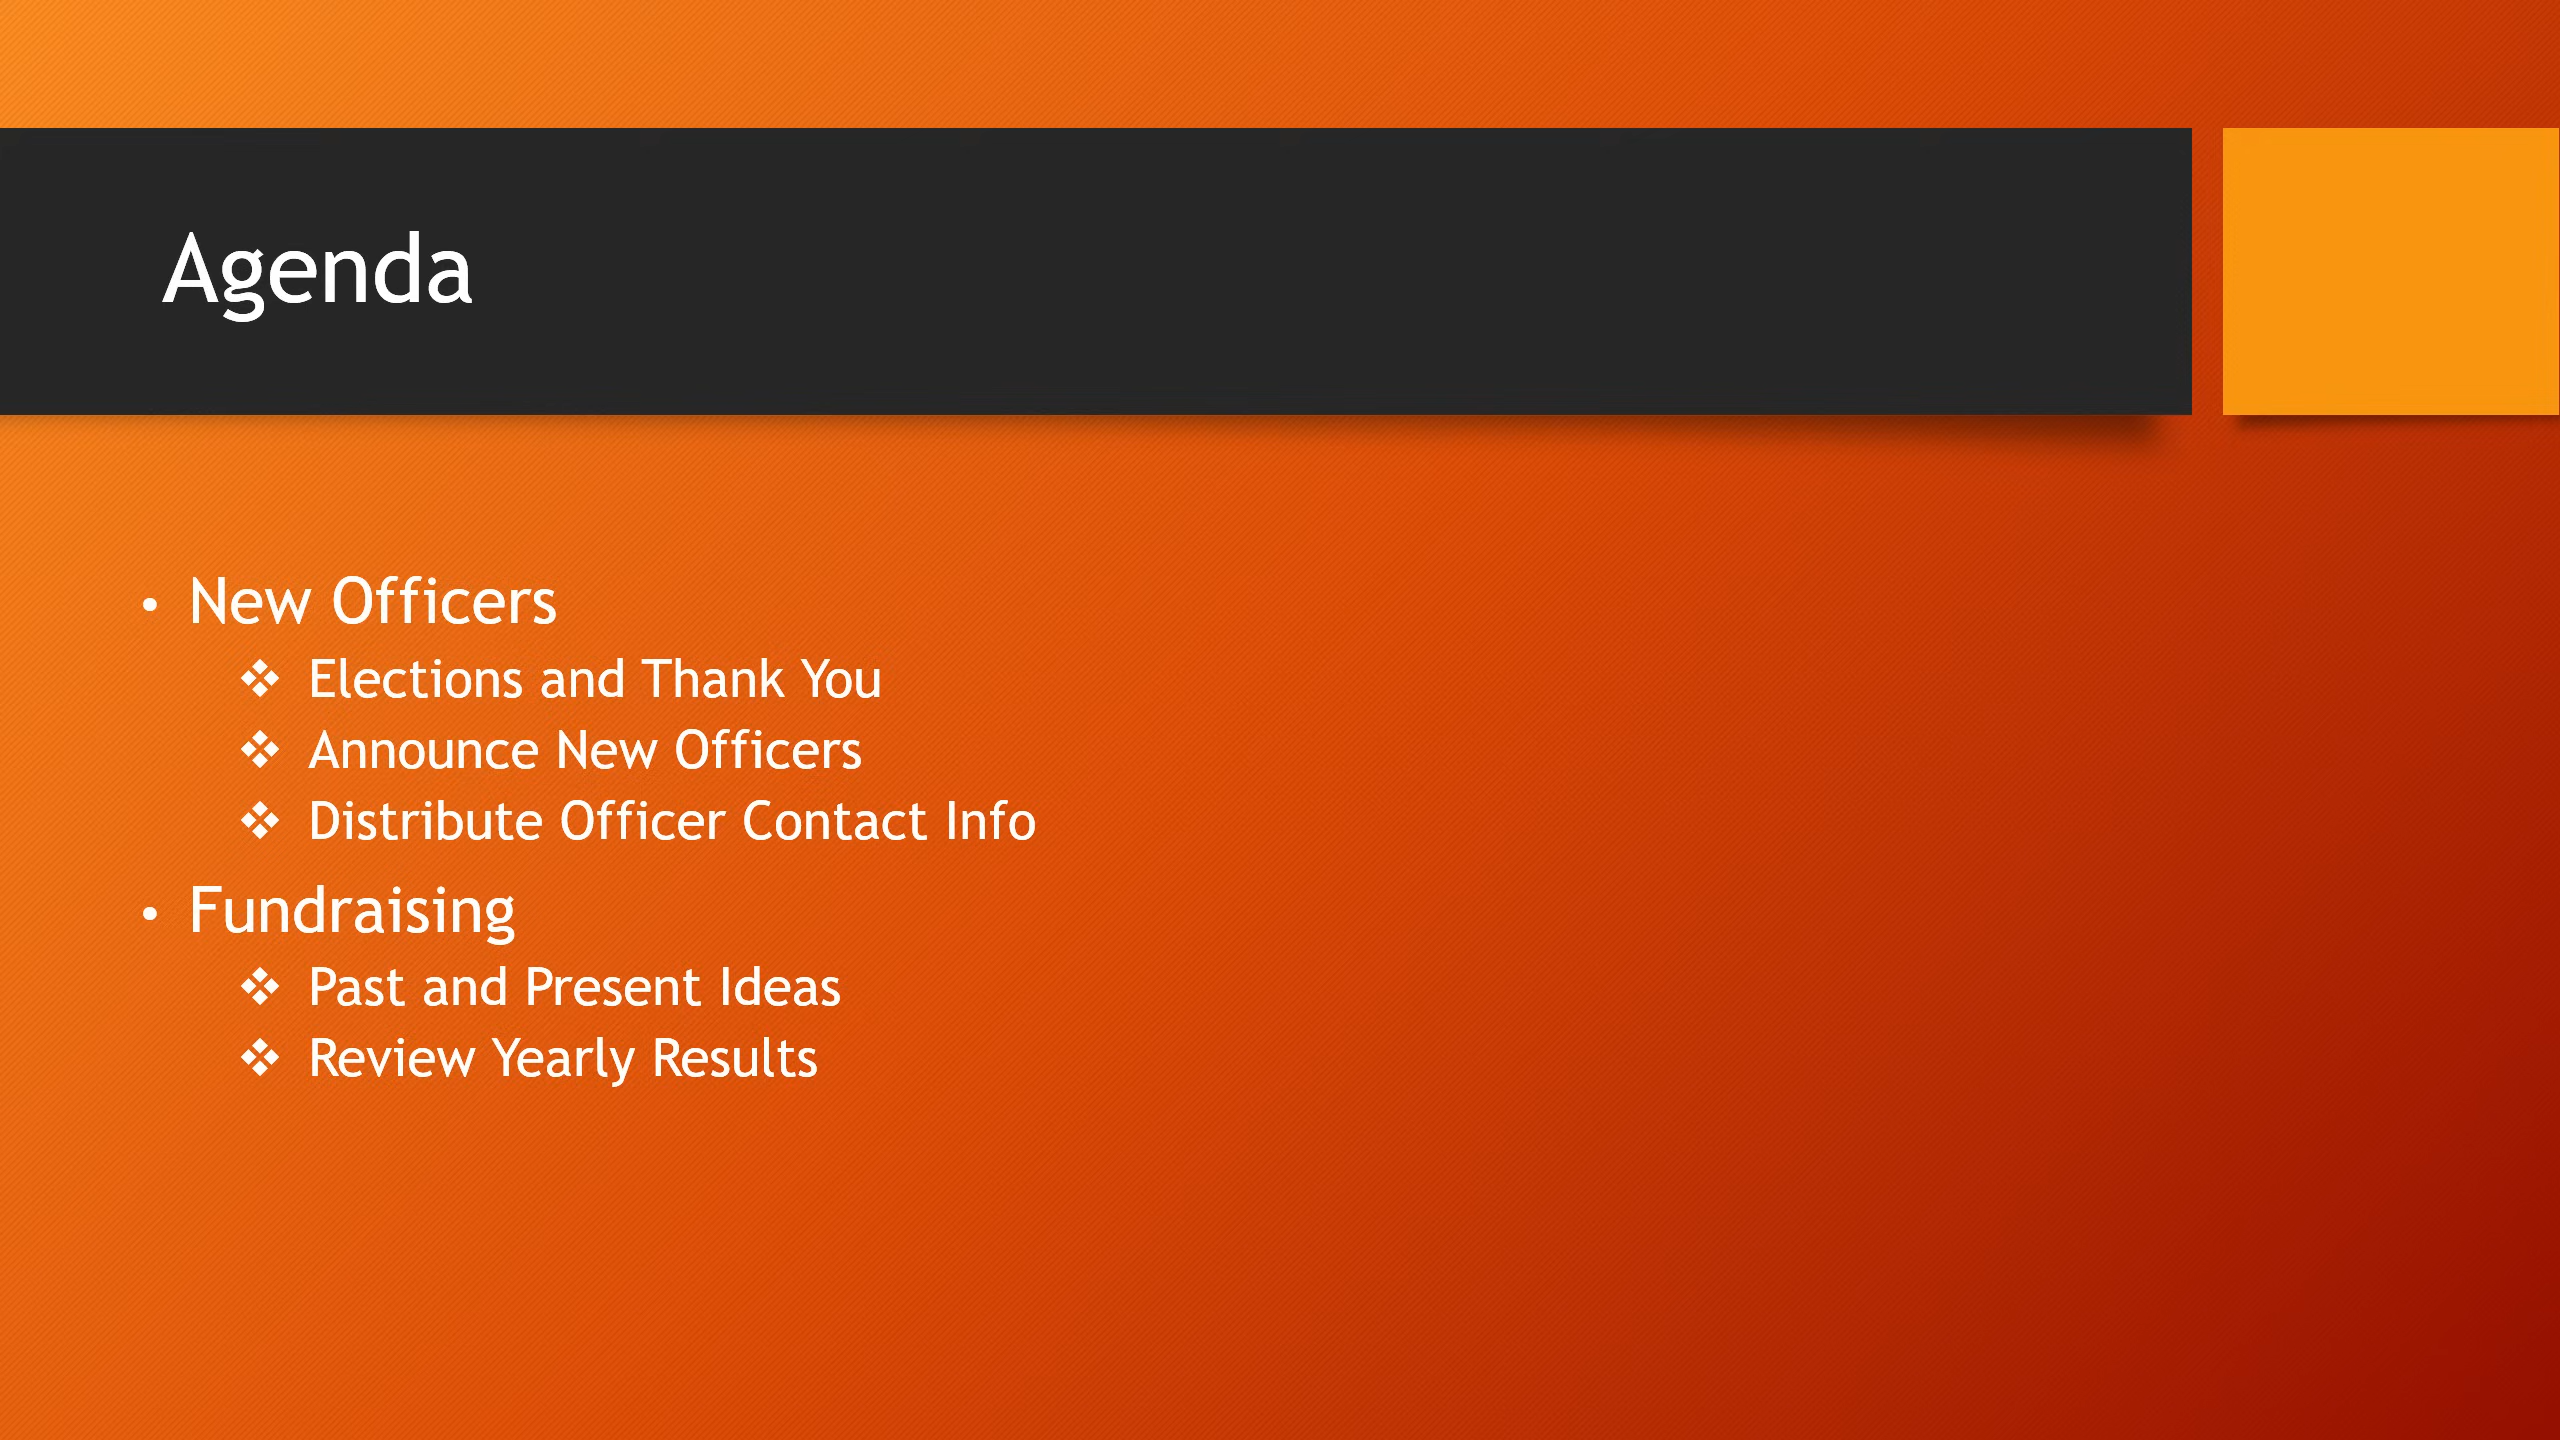 Agenda
• New Officers
❖ Elections and Thank You
❖ Announce New Officers
❖ Distribute Officer Contact Info
• Fundraising
❖ Past and Present Ideas
❖ Review Yearly Results